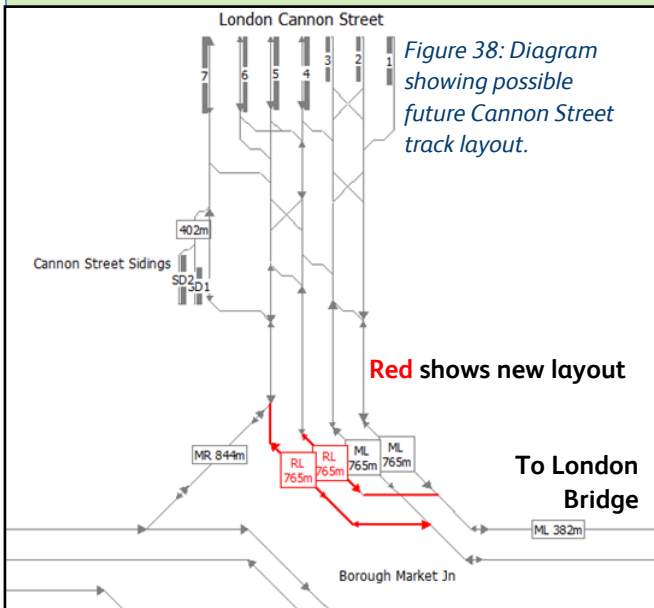 London Cannon Street
7
6
5
4
3
2
1
Figure 38: Diagram
showing possible
future Cannon Street
track layout.
402m
Cannon Street Sidings
SD2
SD1
Red shows new layout
MR 844m
RL
765m
RL
765m
ML
765m
ML
765m
To London
Bridge
ML 382m
Borough Market Jn